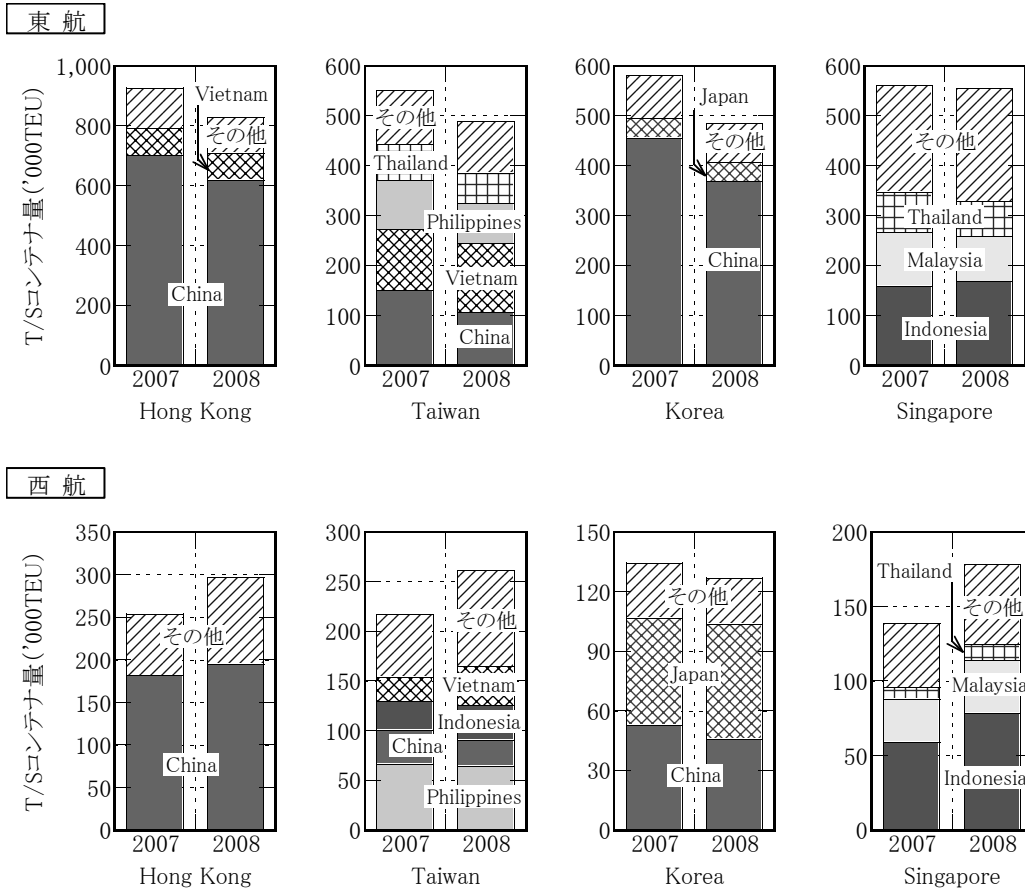 東 航
T/Sコンテナ量('000TEU)
1,000
800
600
400
200
0
Vietnam
その他
China
2007 2008
Hong Kong
600
500
400
300
200
100
0
その他
Thailand
Philippines
Vietnam
China
2007 2008
Taiwan
600
500
400
300
200
100
0
Japan
その他
China
2007 2008
Korea
600
500
400
300
200
100
0
その他
Thailand
Malaysia
Indonesia
2007 2008
Singapore
西 航
T/Sコンテナ量('000TEU)
350
300
250
200
150
100
50
0
その他
China
2007 2008
Hong Kong
300
250
200
150
100
50
0
その他
Vietnam
Indonesia
China
Philippines
2007 2008
Taiwan
150
120
90
60
30
0
その他
Japan
China
2007 2008
Korea
200
150
100
50
0
Thailand
その他
Malaysia
Indonesia
2007 2008
Singapore